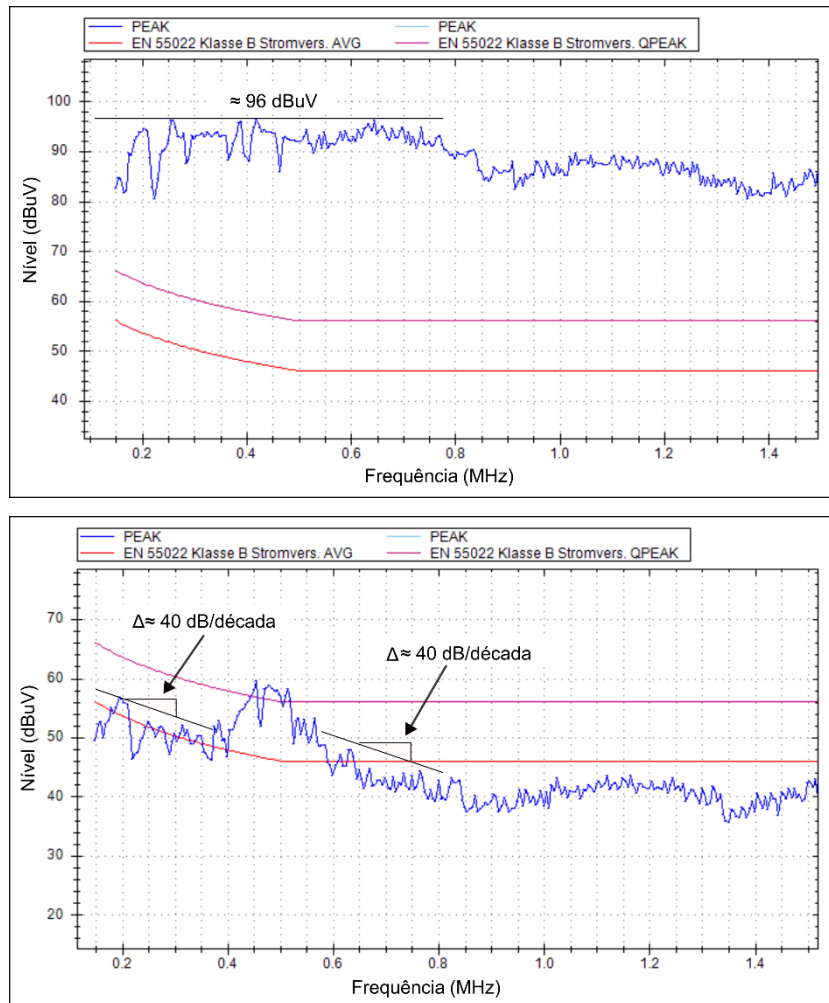 PEAK PEAK
EN 55022 Klasse B Stromvers. AVG EN 55022 Klasse B Stromvers. QPEAK
≈ 96 dBuV
Nível (dBuV)
100
90
80
70
60
50
40
0.2 0.4 0.6 0.8 1.0 1.2 1.4
Frequência (MHz)
PEAK PEAK
EN 55022 Klasse B Stromvers. AVG EN 55022 Klasse B Stromvers. QPEAK
Δ≈ 40 dB/década
Δ≈ 40 dB/década
Nível (dBuV)
70
60
50
40
30
20
0.2 0.4 0.6 0.8 1.0 1.2 1.4
Frequência (MHz)